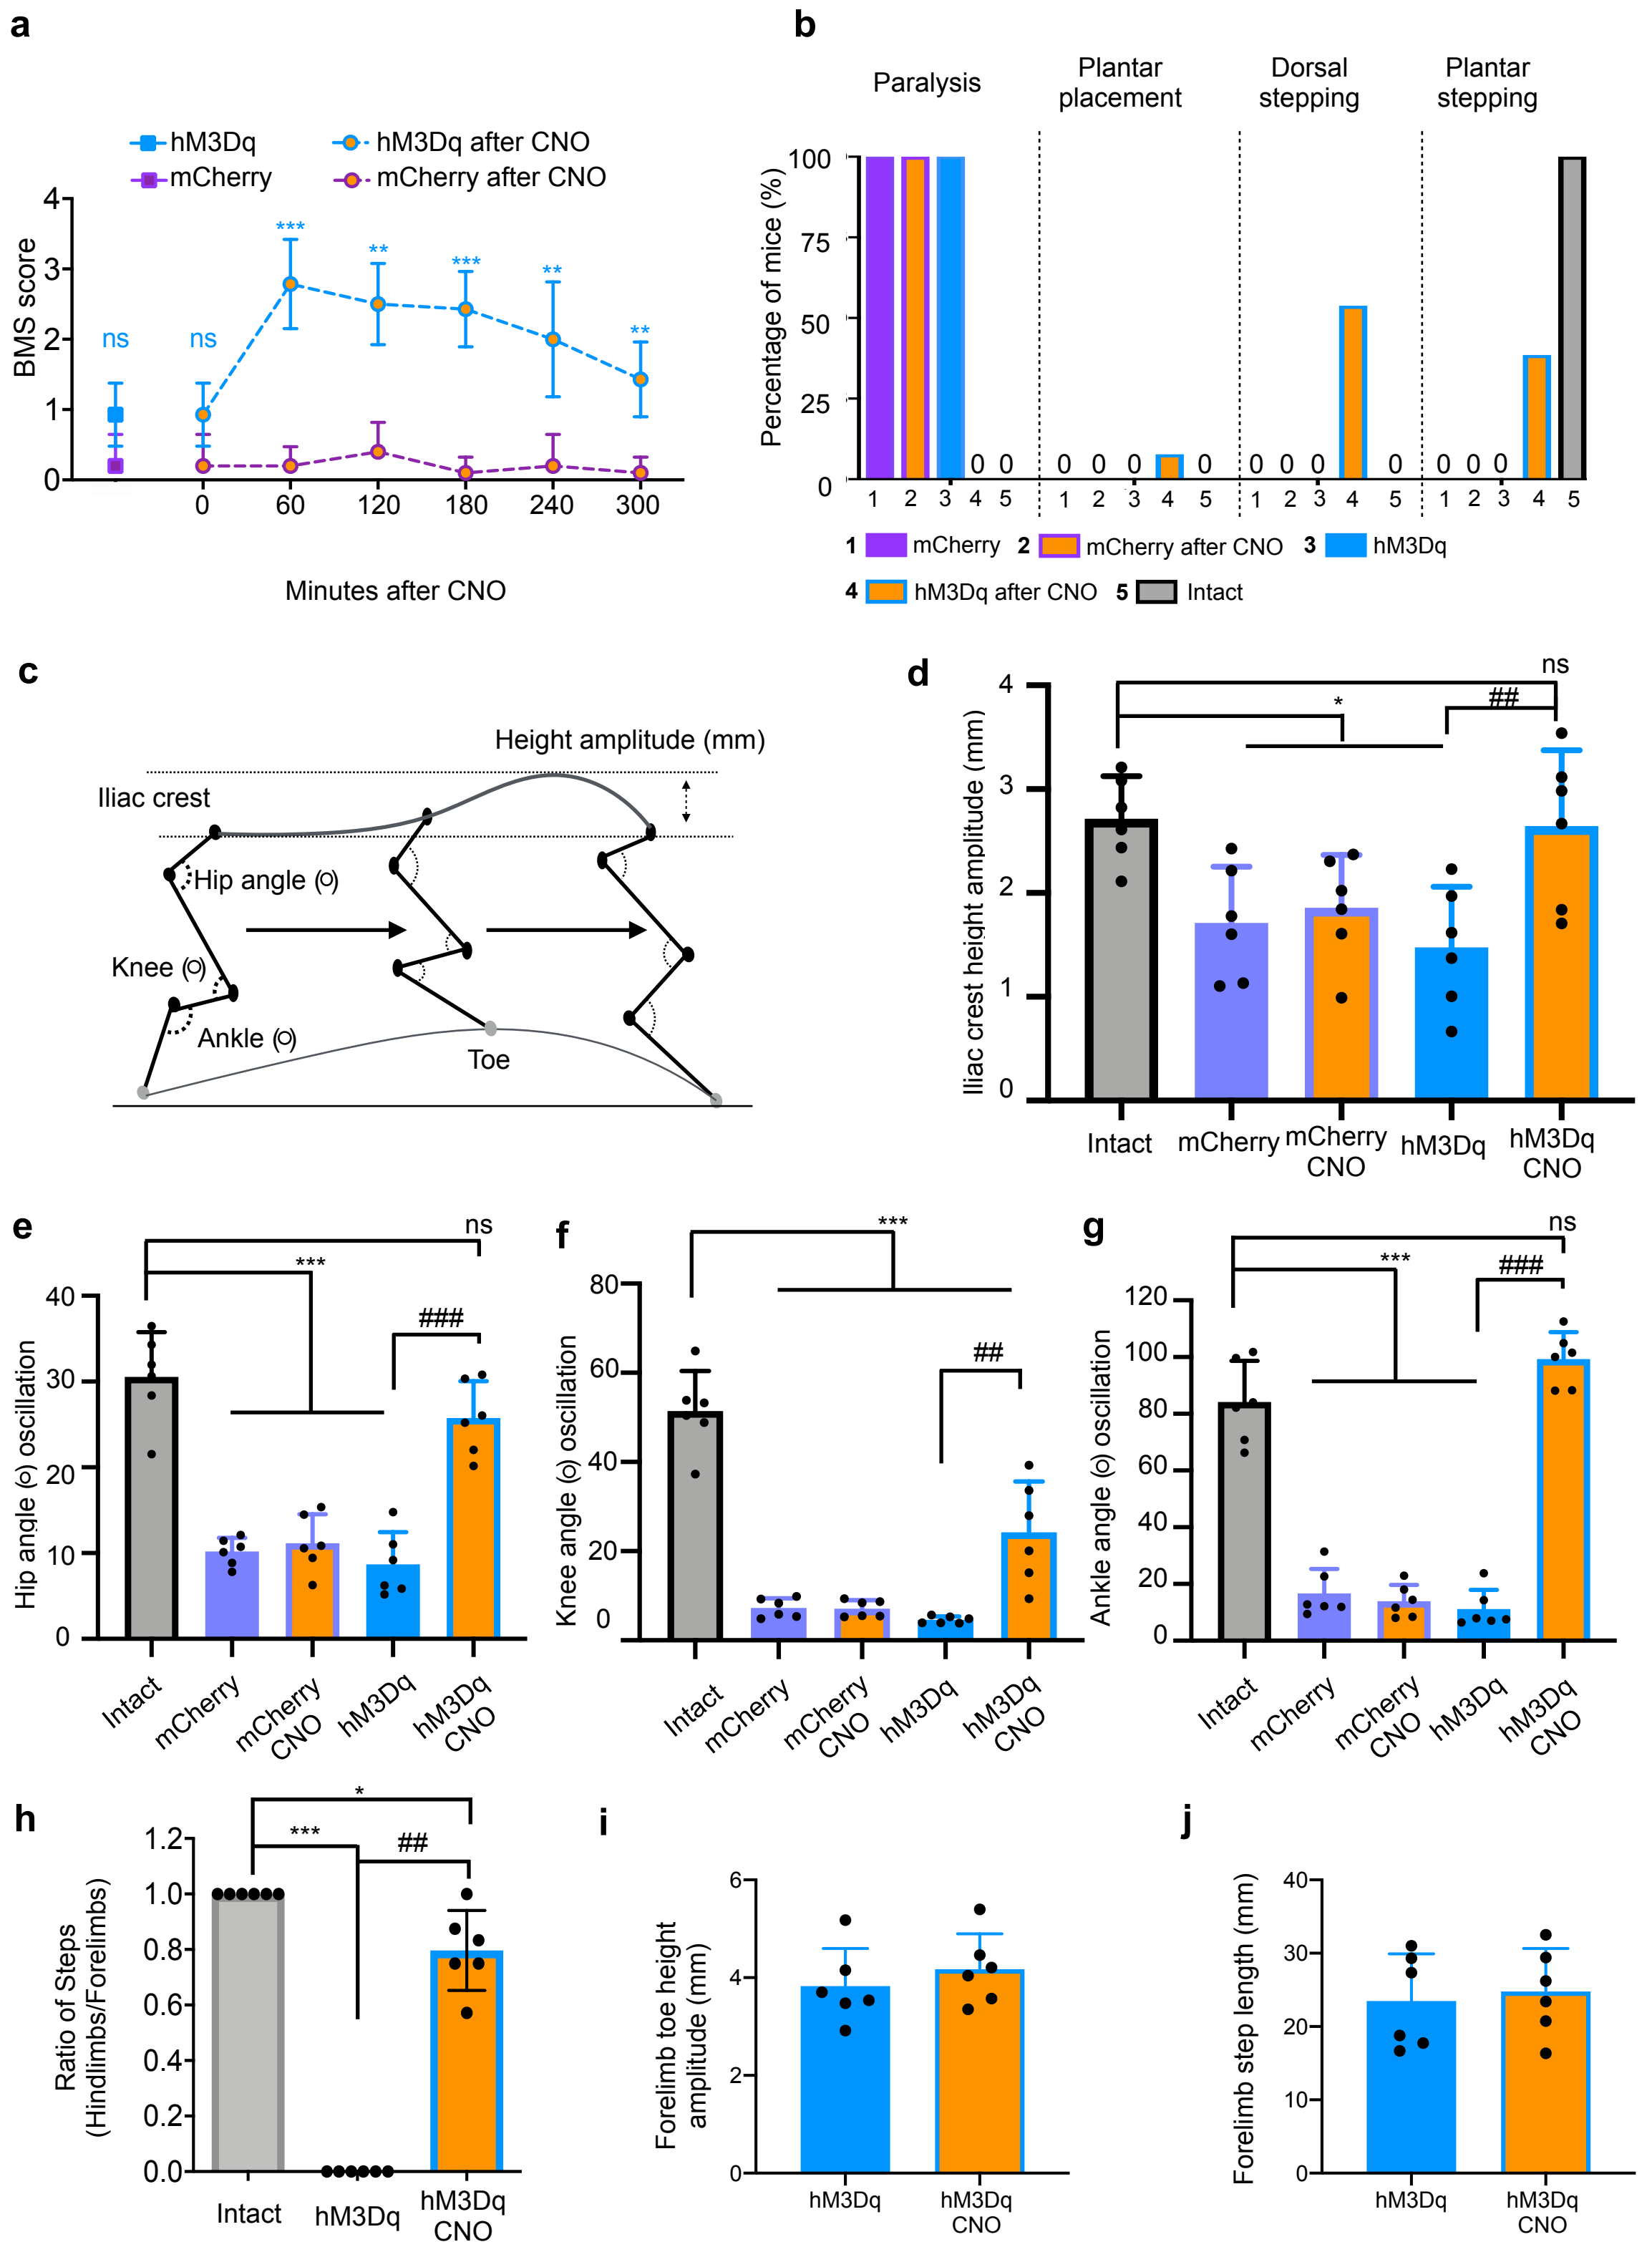 a
hM3Dq
hM3Dq after CNO
mCherry
mCherry after CNO
BMS score
4
3
2
1
0
ns
ns
***
**
***
**
**
0 60 120 180 240 300
Minutes after CNO
b
Paralysis
Plantar
placement
Dorsal
stepping
Plantar
stepping
Percentage of mice (%)
100
75
50
25
0
0 0 0 0 0 0 0 0 0 0 0 0 0
1 2 3 4 5 1 2 3 4 5 1 2 3 4 5 1 2 3 4 5
1 mCherry 2 mCherry after CNO 3 hM3Dq
4 hM3Dq after CNO 5 Intact
c
Height amplitude (mm)
Iliac crest
Hip angle (o)
Knee (o)
Ankle (o)
Toe
d
Iliac crest height amplitude (mm)
4
3
2
1
0
ns
*
##
Intact
mCherry
mCherry
CNO
hM3Dq
hM3Dq
CNO
e
Hip angle (o) oscillation
40
30
20
10
0
ns
***
###
Intact
mCherry
mCherry
CNO
hM3Dq
hM3Dq
CNO
f
Knee angle (o) oscillation
80
60
40
20
0
***
##
Intact
mCherry
mCherry
CNO
hM3Dq
hM3Dq
CNO
g
Ankle angle (o) oscillation
120
100
80
60
40
20
0
ns
***
###
Intact
mCherry
mCherry
CNO
hM3Dq
hM3Dq
CNO
h
Ratio of Steps
(Hindlimbs/Forelimbs)
1.2
1.0
0.8
0.6
0.4
0.2
0.0
*
***
##
Intact
hM3Dq
hM3Dq
CNO
i
Forelimb toe height
amplitude (mm)
6
4
2
0
hM3Dq
hM3Dq
CNO
j
Forelimb step length (mm)
40
30
20
10
0
hM3Dq
hM3Dq
CNO